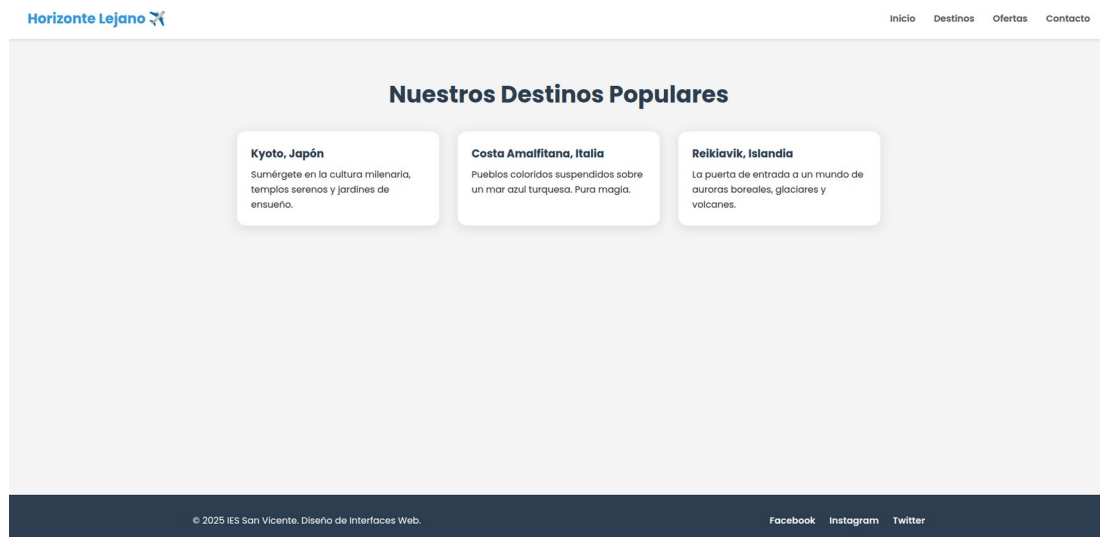 Horizonte Lejano ✈️
Inicio Destinos Ofertas Contacto
Nuestros Destinos Populares
Kyoto, Japón
Sumérgete en la cultura milenaria,
templos serenos y jardines de
ensueño.
Costa Amalfitana, Italia
Pueblos coloridos suspendidos sobre
un mar azul turquesa. Pura magia.
Reikiavik, Islandia
La puerta de entrada a un mundo de
auroras boreales, glaciares y
volcanes.
© 2025 IES San Vicente. Diseño de Interfaces Web.
Facebook Instagram Twitter